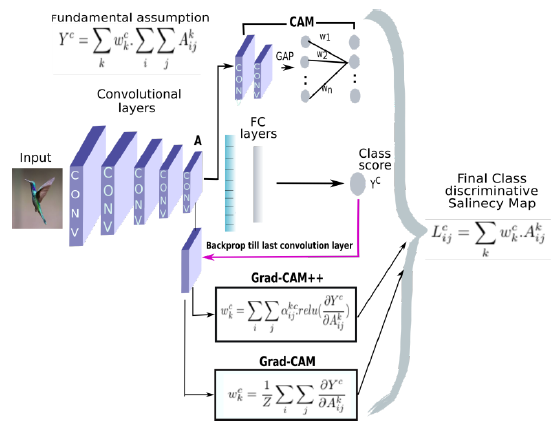 Fundamental assumption
Y^c = \sum_k w_k^c . \sum_i \sum_j A_{ij}^k
CAM
CONV
CONV
GAP
w1
w2
wn
Convolutional
layers
A
FC
layers
Input
CONV
CONV
CONV
CONV
CONV
Class
score
Y^c
Final Class
discriminative
Salinecy Map
L_{ij}^c = \sum_k w_k^c . A_{ij}^k
Backprop till last convolution layer
Grad-CAM++
w_k^c = \sum_i \sum_j \alpha_{ij}^{kc} . relu(\frac{\partial Y^c}{\partial A_{ij}^k})
Grad-CAM
w_k^c = \frac{1}{Z} \sum_i \sum_j \frac{\partial Y^c}{\partial A_{ij}^k}